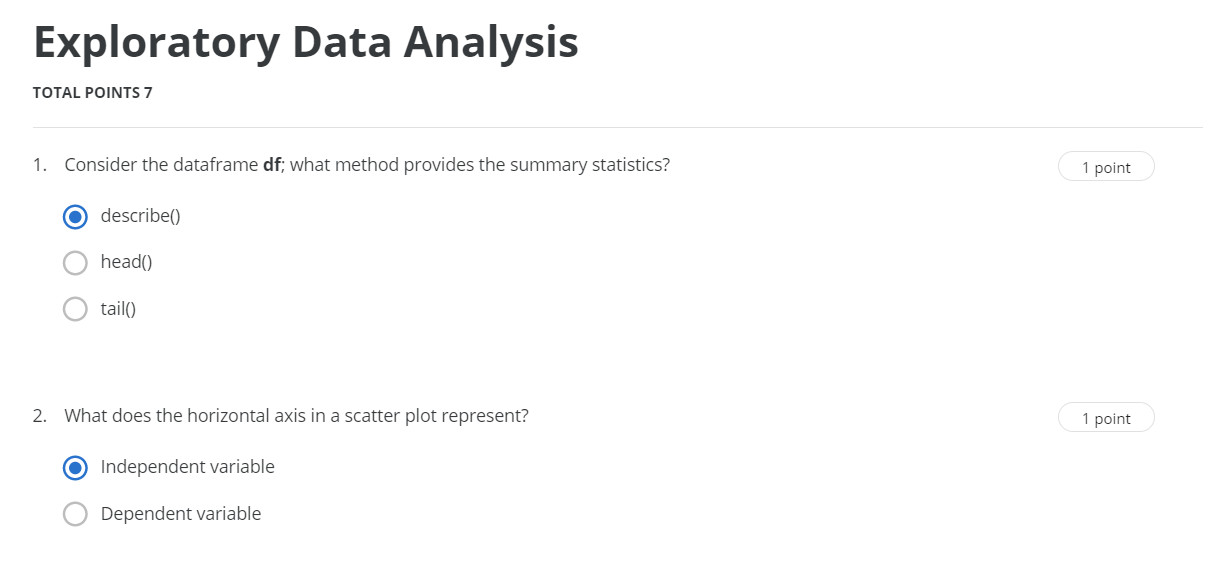 Exploratory Data Analysis
TOTAL POINTS 7
1. Consider the dataframe df; what method provides the summary statistics?
1 point
describe()
head()
tail()
2. What does the horizontal axis in a scatter plot represent?
1 point
Independent variable
Dependent variable